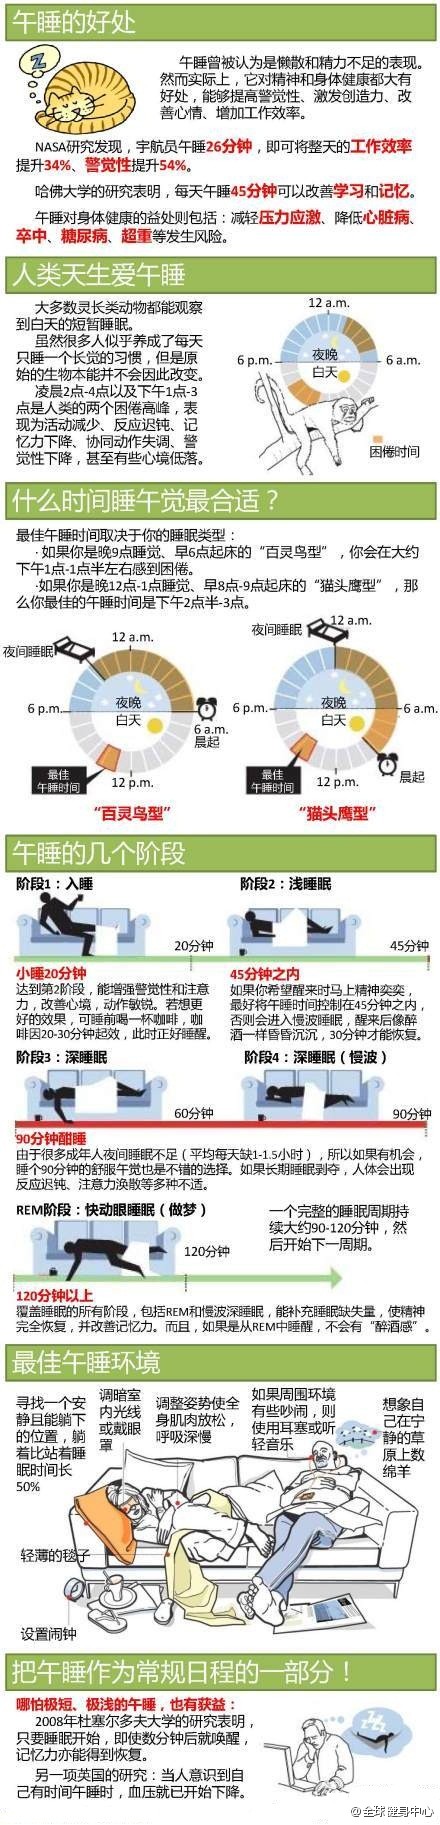 午睡的好处
午睡曾被认为是懒散和精力不足的表现。
然而实际上，它对精神和身体健康都大有
好处，能够提高警觉性、激发创造力、改
善心情、增加工作效率。
NASA研究发现，宇航员午睡26分钟，即可将整天的工作效率
提升34%、警觉性提升54%。
哈佛大学的研究表明，每天午睡45分钟可以改善学习和记忆。
午睡对身体健康的益处则包括：减轻压力应激、降低心脏病、
卒中、糖尿病、超重等发生风险。
人类天生爱午睡
大多数灵长类动物都能观察
到白天的短暂睡眠。
虽然很多人似乎养成了每天
只睡一个长觉的习惯，但是原
始的生物本能并不会因此改变。
凌晨2点-4点以及下午1点-3
点是人类的两个困倦高峰，表
现为活动减少、反应迟钝、记
忆力下降、协同动作失调、警
觉性下降，甚至有些心境低落。
12 a.m.
6 p.m.
夜晚
白天
6 a.m.
困倦时间
什么时间睡午觉最合适？
最佳午睡时间取决于你的睡眠类型：
·如果你是晚9点睡觉、早6点起床的“百灵鸟型”，你会在大约
下午1点-1点半左右感到困倦。
·如果你是晚12点-1点睡觉、早8点-9点起床的“猫头鹰型”，那
么你最佳的午睡时间是下午2点半-3点。
夜间睡眠
12 a.m.
6 p.m.
夜晚
白天
6 a.m.
晨起
最佳
午睡时间
12 p.m.
“百灵鸟型”
夜间睡眠
12 a.m.
6 p.m.
夜晚
白天
6 a.m.
晨起
最佳
午睡时间
12 p.m.
“猫头鹰型”
午睡的几个阶段
阶段1：入睡
20分钟
小睡20分钟
达到第2阶段，能增强警觉性和注意
力，改善心境，动作敏锐。若想更
好的效果，可睡前喝一杯咖啡，咖
啡因20-30分钟起效，此时正好睡醒。
阶段2：浅睡眠
45分钟
45分钟之内
如果你希望醒来时马上精神奕奕，
最好将午睡时间控制在45分钟之内，
否则会进入慢波睡眠，醒来后像醉
酒一样昏昏沉沉，30分钟才能恢复。
阶段3：深睡眠
60分钟
阶段4：深睡眠（慢波）
90分钟
90分钟酣睡
由于很多成年人夜间睡眠不足（平均每天缺1-1.5小时），所以如果有机会，
睡个90分钟的舒服午觉也是不错的选择。如果长期睡眠剥夺，人体会出现
反应迟钝、注意力涣散等多种不适。
REM阶段：快动眼睡眠（做梦）
120分钟
一个完整的睡眠周期持
续大约90-120分钟，然
后开始下一周期。
120分钟以上
覆盖睡眠的所有阶段，包括REM和慢波深睡眠，能补充睡眠缺失量，使精神
完全恢复，并改善记忆力。而且，如果是从REM中睡醒，不会有“醉酒感”。
最佳午睡环境
寻找一个安
静且能躺下
的位置，躺
着比站着睡
眠时间长
50%
调暗室
内光线
或戴眼
罩
调整姿势使全
身肌肉放松，
呼吸深慢
如果周围环境
有些吵闹，则
使用耳塞或听
轻音乐
想象自
己在宁
静的草
原上数
绵羊
轻薄的毯子
设置闹钟
把午睡作为常规日程的一部分！
哪怕极短、极浅的午睡，也有获益：
2008年杜塞尔多夫大学的研究表明，
只要睡眠开始，即使数分钟后就唤醒，
记忆力亦能得到恢复。
另一项英国的研究：当人意识到自
己有时间午睡时，血压就已开始下降。
@全球健身中心